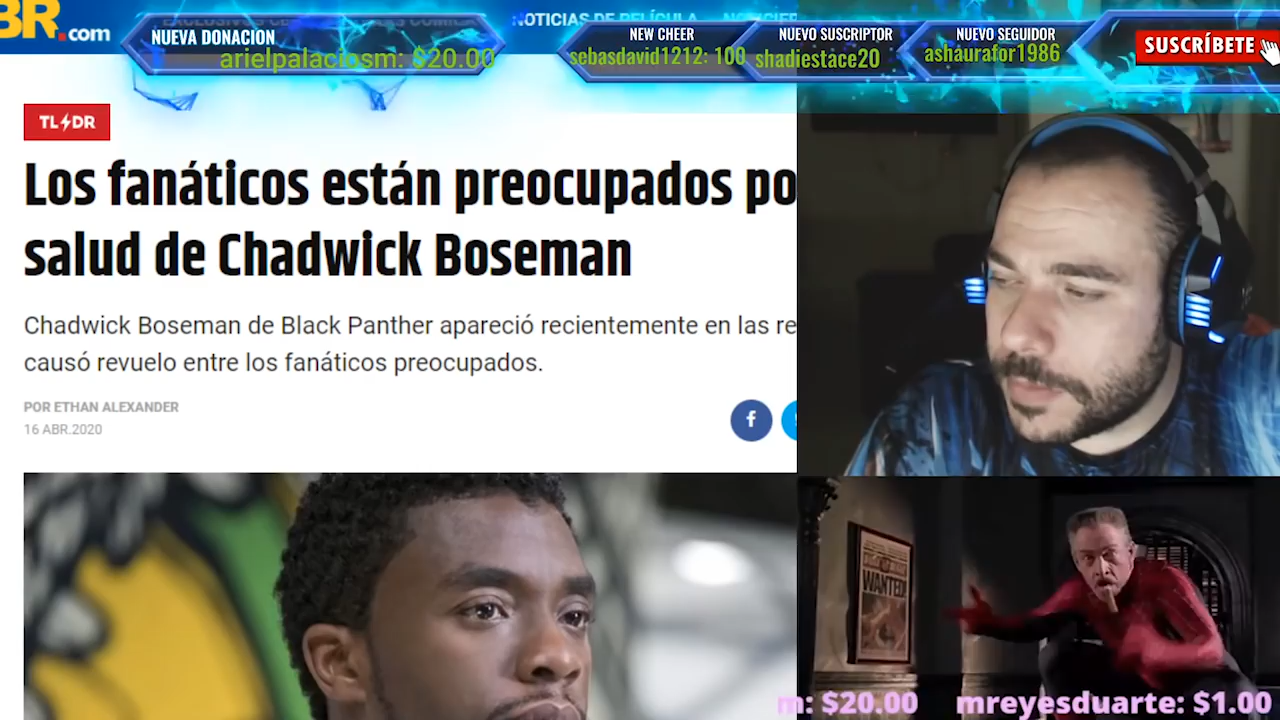 BR.com
NOTICIAS DE PELÍCULA
NUEVA DONACION
arielpalaciosm: $20.00
NEW CHEER
sebasdavid1212: 100
NUEVO SUSCRIPTOR
shadiestace20
NUEVO SEGUIDOR
ashaurafor1986
SUSCRÍBETE
TL DR
Los fanáticos están preocupados po
salud de Chadwick Boseman
Chadwick Boseman de Black Panther apareció recientemente en las re
causó revuelo entre los fanáticos preocupados.
POR ETHAN ALEXANDER
16 ABR.2020
f
WANTED!
m: $20.00 mreyesduarte: $1.00